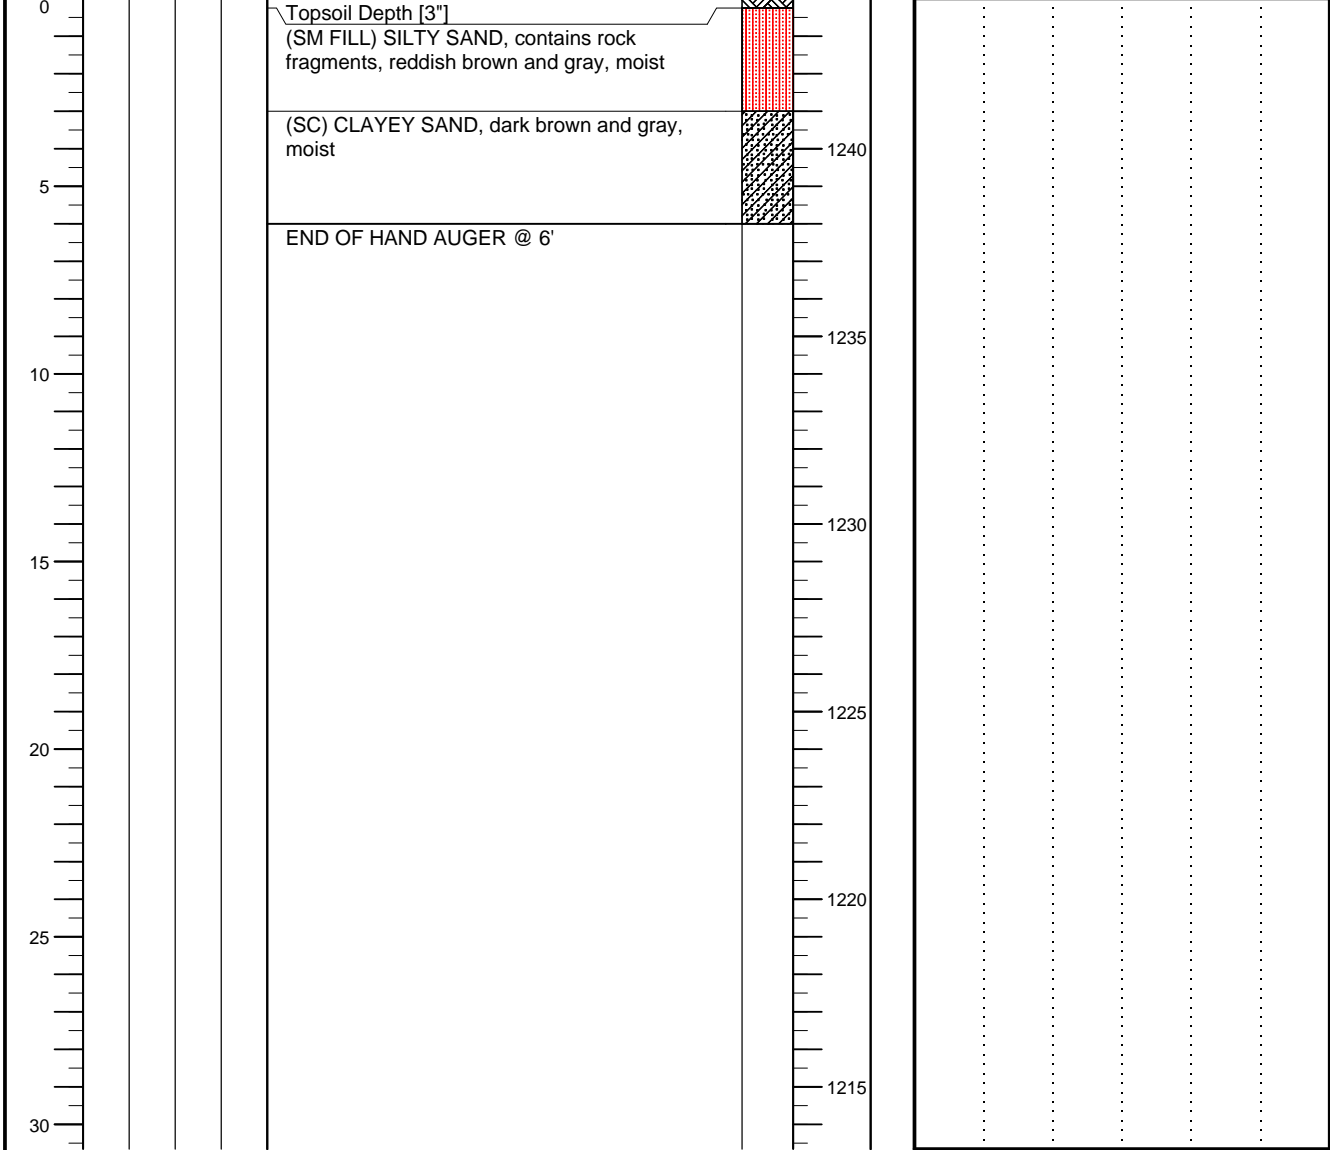 0
Topsoil Depth [3"]
(SM FILL) SILTY SAND, contains rock
fragments, reddish brown and gray, moist
(SC) CLAYEY SAND, dark brown and gray,
moist
1240
5
END OF HAND AUGER @ 6'
1235
10
1230
15
1225
20
1220
25
1215
30